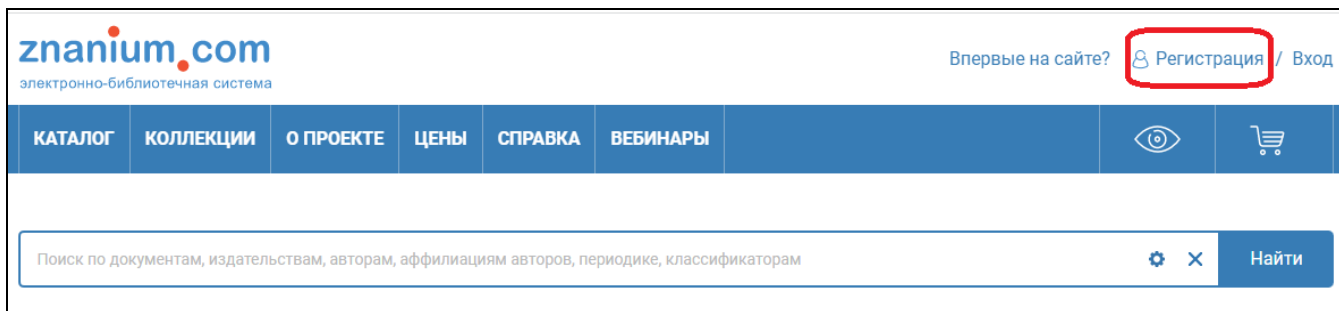 znanium.com
электронно-библиотечная система
Впервые на сайте? Регистрация / Вход
КАТАЛОГ КОЛЛЕКЦИИ О ПРОЕКТЕ ЦЕНЫ СПРАВКА ВЕБИНАРЫ
Поиск по документам, издательствам, авторам, аффилиациям авторов, периодике, классификаторам Найти